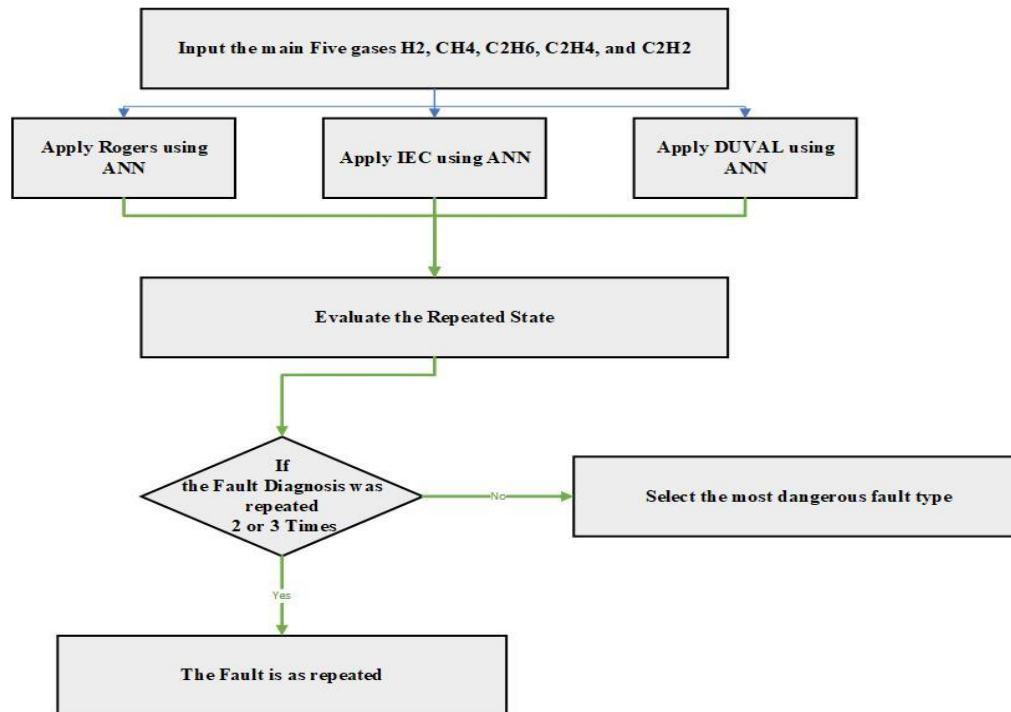 Input the main Five gases H2, CH4, C2H6, C2H4, and C2H2
Apply Rogers using
ANN
Apply IEC using ANN
Apply DUVAL using
ANN
Evaluate the Repeated State
If
the Fault Diagnosis was
repeated
2 or 3 Times
No
Select the most dangerous fault type
Yes
The Fault is as repeated